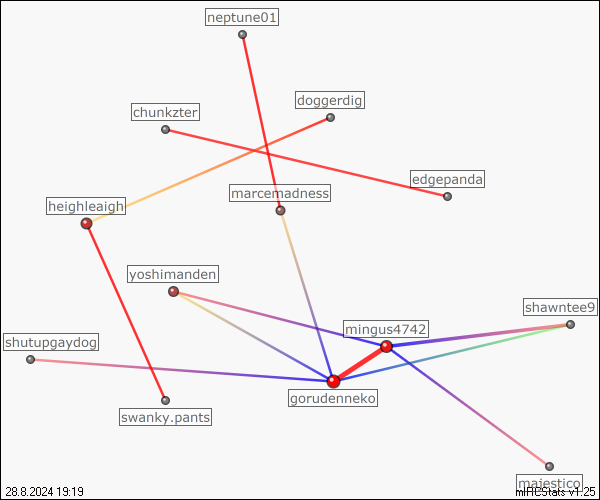 neptune01
doggerdig
chunkzter
edgepanda
marcemadness
heighleaigh
yoshimanden
shawntee9
mingus4742
shutupgaydog
gorudenneko
swanky.pants
majestico
28.8.2024 19:19
mIRCStats v1.25